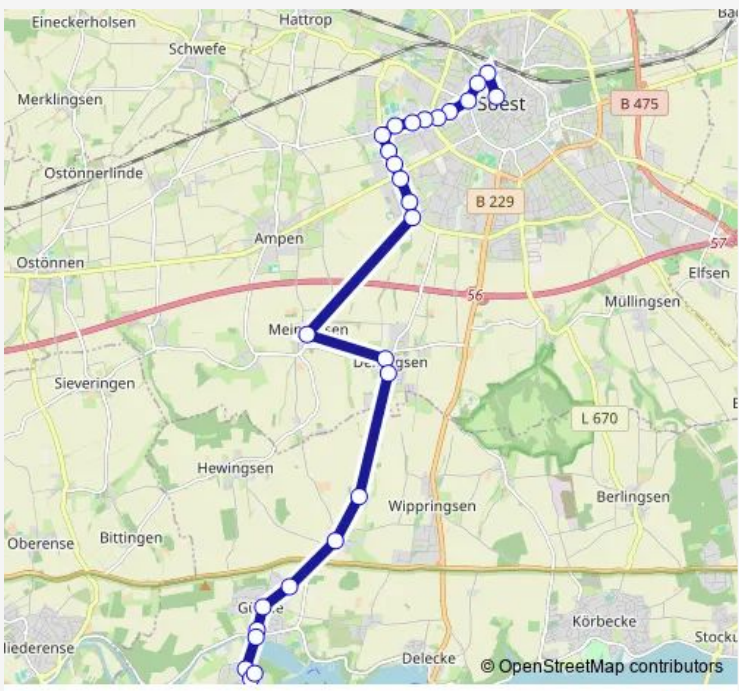 Eineckerholsen
Hattrop
Schwefe
Merklingsen
Soest
B 475
Ostönnerlinde
B 229
Ampen
57
Ostönnen
Elfsen
56
Müllingsen
Sieveringen
L 670
Hewingsen
Wippringsen
Berlingsen
Oberense
Bittingen
Körbecke
Delecke
© OpenStreetMap contributors